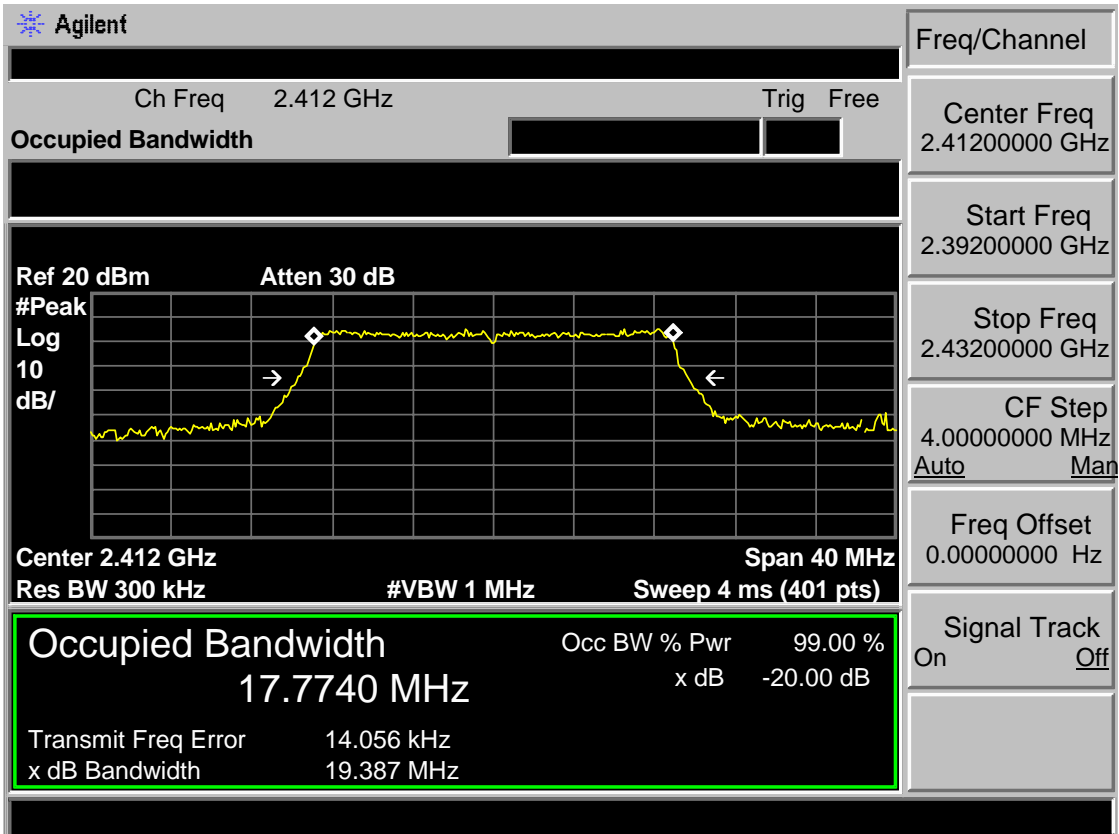 Agilent
Freq/Channel
Ch Freq 2.412 GHz Trig Free
Occupied Bandwidth
Center Freq
2.41200000 GHz
Start Freq
2.39200000 GHz
Stop Freq
2.43200000 GHz
CF Step
4.00000000 MHz
Auto Man
Freq Offset
0.00000000 Hz
Signal Track
On Off
Ref 20 dBm Atten 30 dB
#Peak
Log
10
dB/
Center 2.412 GHz Span 40 MHz
Res BW 300 kHz #VBW 1 MHz Sweep 4 ms (401 pts)
Occupied Bandwidth Occ BW % Pwr 99.00 %
17.7740 MHz x dB -20.00 dB
Transmit Freq Error 14.056 kHz
x dB Bandwidth 19.387 MHz